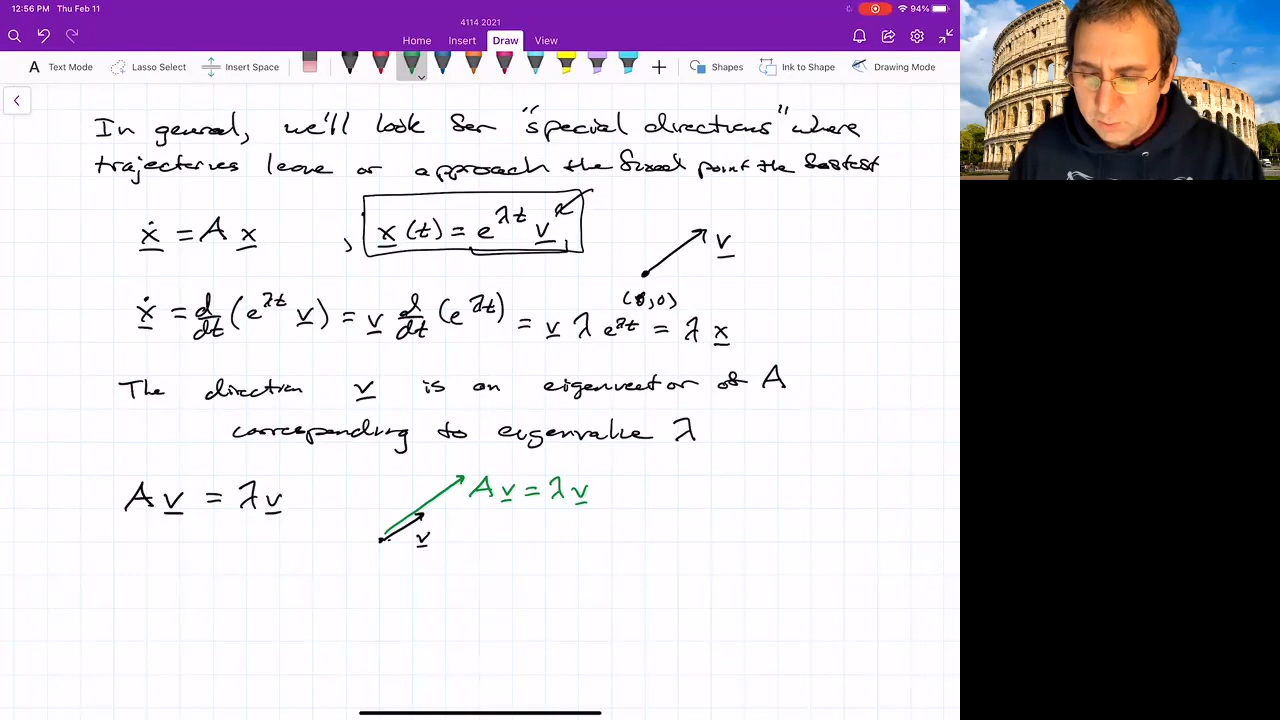 12:56 PM Thu Feb 11
94%
4114 2021
Home Insert Draw View
A Text Mode Lasso Select Insert Space Shapes Ink to Shape Drawing Mode
In general, we'll look for "special directions" where
trajectories leave or approach the fixed point the fastest
ẋ = A x , x (t) = e^{λt} v
v
(0,0)
ẋ = d/dt (e^{λt} v) = v d/dt (e^{λt}) = v λ e^{λt} = λ x
The direction v is an eigenvector of A
corresponding to eigenvalue λ
A v = λ v
A v = λ v
v